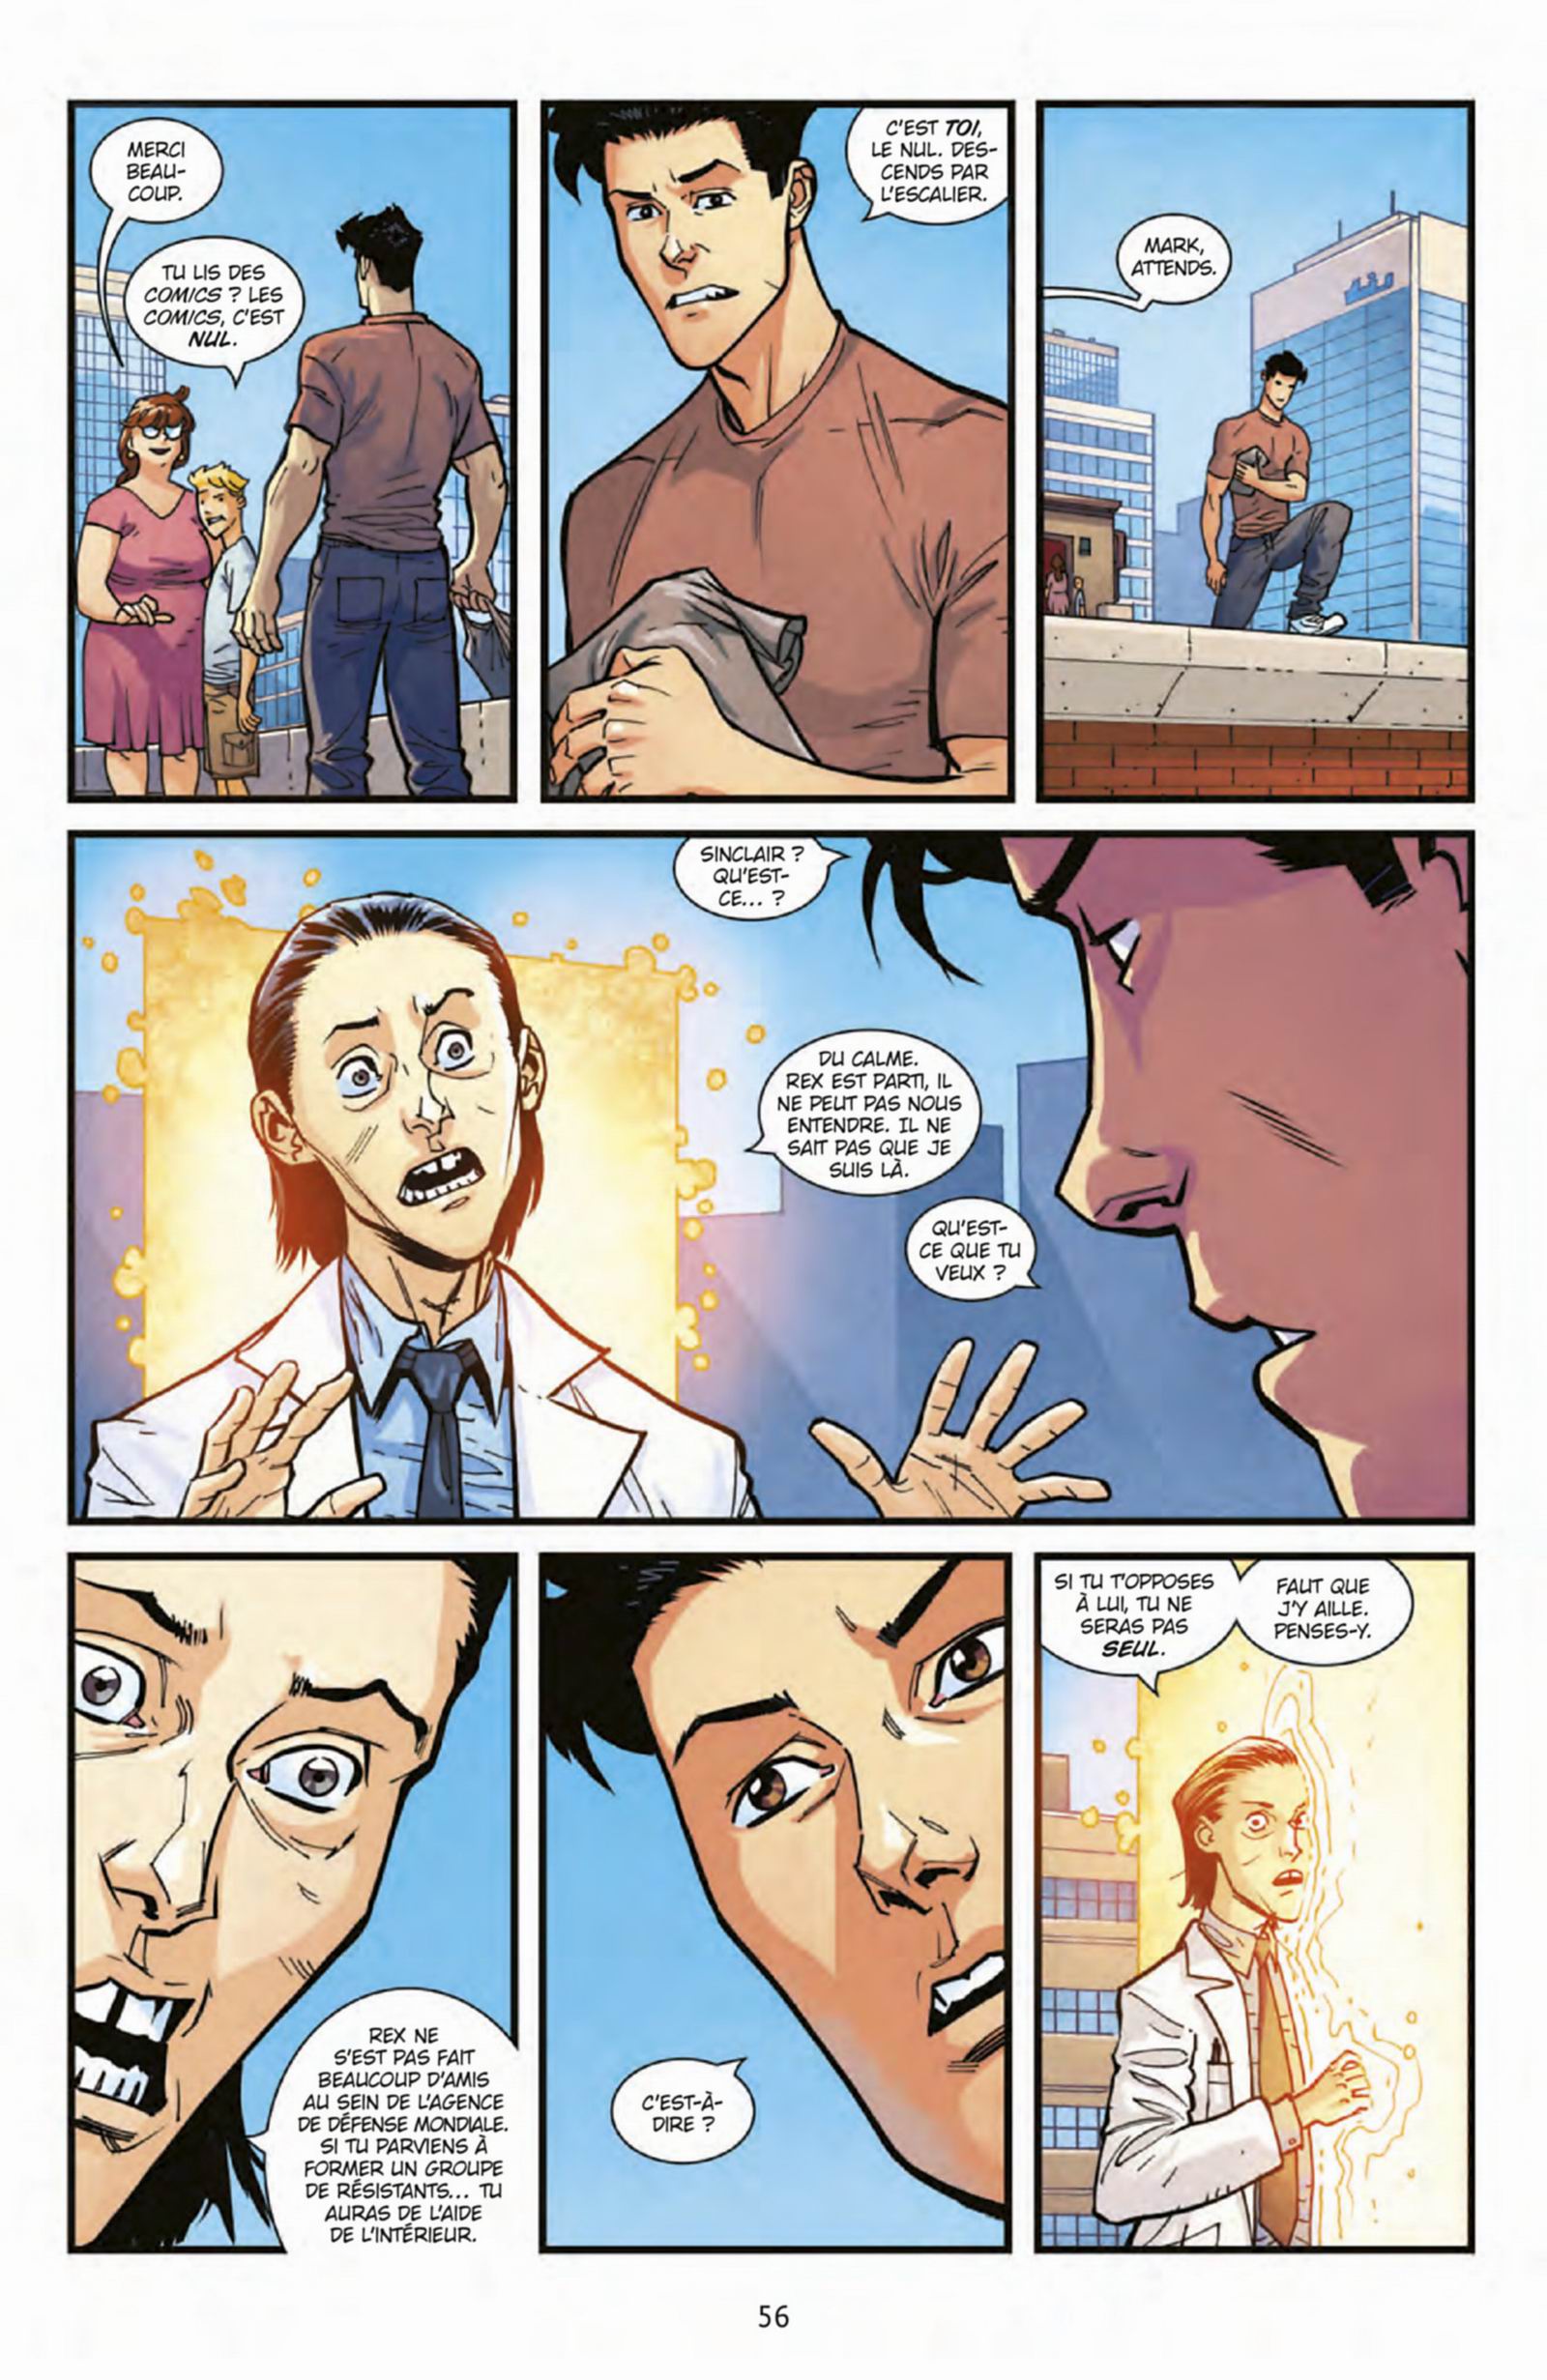 MERCI
BEAU-
COUP.
TU LIS DES
COMICS ? LES
COMICS, C'EST
NUL.
C'EST TOI,
LE NUL. DES-
CENDS PAR
L'ESCALIER.
MARK,
ATTENDS.
SINCLAIR ?
QU'EST-
CE... ?
DU CALME.
REX EST PARTI, IL
NE PEUT PAS NOUS
ENTENDRE. IL NE
SAIT PAS QUE JE
SUIS LÀ.
QU'EST-
CE QUE TU
VEUX ?
REX NE
S'EST PAS FAIT
BEAUCOUP D'AMIS
AU SEIN DE L'AGENCE
DE DÉFENSE MONDIALE.
SI TU PARVIENS À
FORMER UN GROUPE
DE RÉSISTANTS... TU
AURAS DE L'AIDE
DE L'INTÉRIEUR.
C'EST-À-
DIRE ?
SI TU T'OPPOSES
À LUI, TU NE
SERAS PAS
SEUL.
FAUT QUE
J'Y AILLE.
PENSES-Y.
56